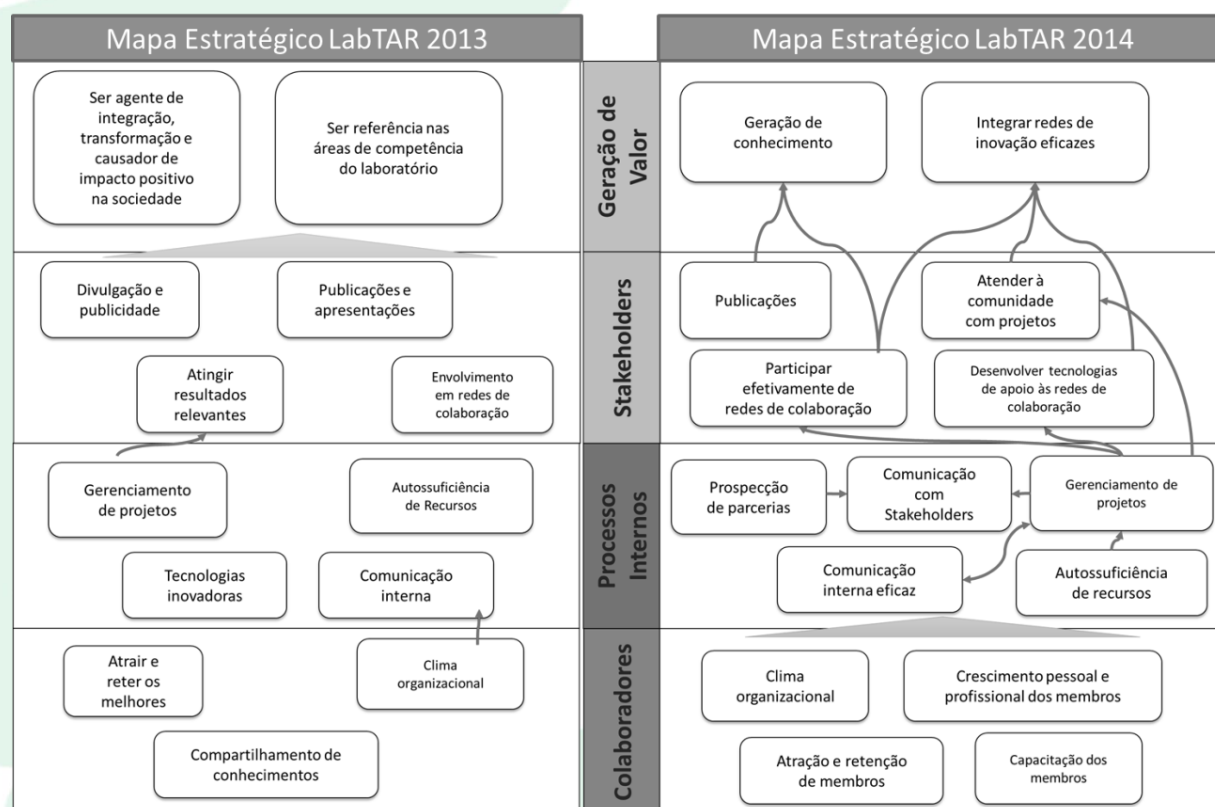 Mapa Estratégico LabTAR 2013
Ser agente de
integração,
transformação e
causador de
impacto positivo
na sociedade
Ser referência nas
áreas de competência
do laboratório
Divulgação e
publicidade
Publicações e
apresentações
Atingir
resultados
relevantes
Envolvimento
em redes de
colaboração
Gerenciamento
de projetos
Autossuficiência
de Recursos
Tecnologias
inovadoras
Comunicação
interna
Atrair e
reter os
melhores
Clima
organizacional
Compartilhamento de
conhecimentos
Geração de
Valor
Stakeholders
Processos
Internos
Colaboradores
Mapa Estratégico LabTAR 2014
Geração de
conhecimento
Integrar redes de
inovação eficazes
Publicações
Atender à
comunidade
com projetos
Participar
efetivamente de
redes de colaboração
Desenvolver tecnologias
de apoio às redes de
colaboração
Prospecção
de parcerias
Comunicação
com
Stakeholders
Gerenciamento de
projetos
Comunicação
interna eficaz
Autossuficiência
de recursos
Clima
organizacional
Crescimento pessoal e
profissional dos membros
Atração e retenção
de membros
Capacitação dos
membros